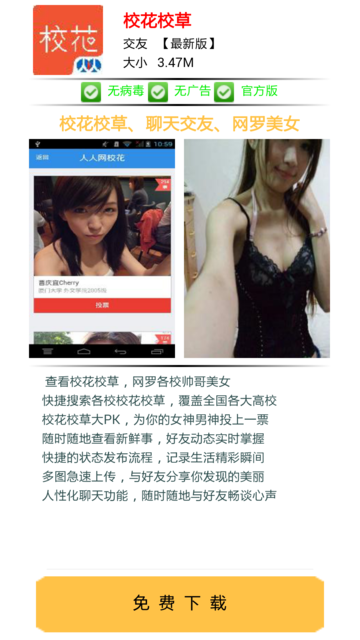 校花
校花校草
交友 【最新版】
大小 3.47M
无病毒 无广告 官方版
校花校草、聊天交友、网罗美女
10:59
人人网校花
喜庆宜Cherry
投票
查看校花校草，网罗各校帅哥美女
快捷搜索各校校花校草，覆盖全国各大高校
校花校草大PK，为你的女神男神投上一票
随时随地查看新鲜事，好友动态实时掌握
快捷的状态发布流程，记录生活精彩瞬间
多图急速上传，与好友分享你发现的美丽
人性化聊天功能，随时随地与好友畅谈心声
免费下载